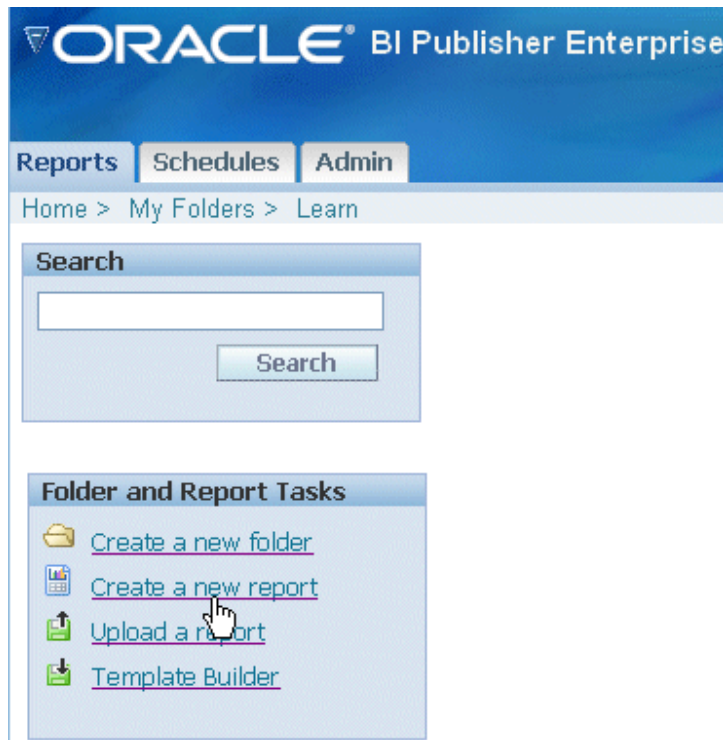 ORACLE® BI Publisher Enterprise
Reports Schedules Admin
Home > My Folders > Learn
Search
Search
Folder and Report Tasks
Create a new folder
Create a new report
Upload a report
Template Builder